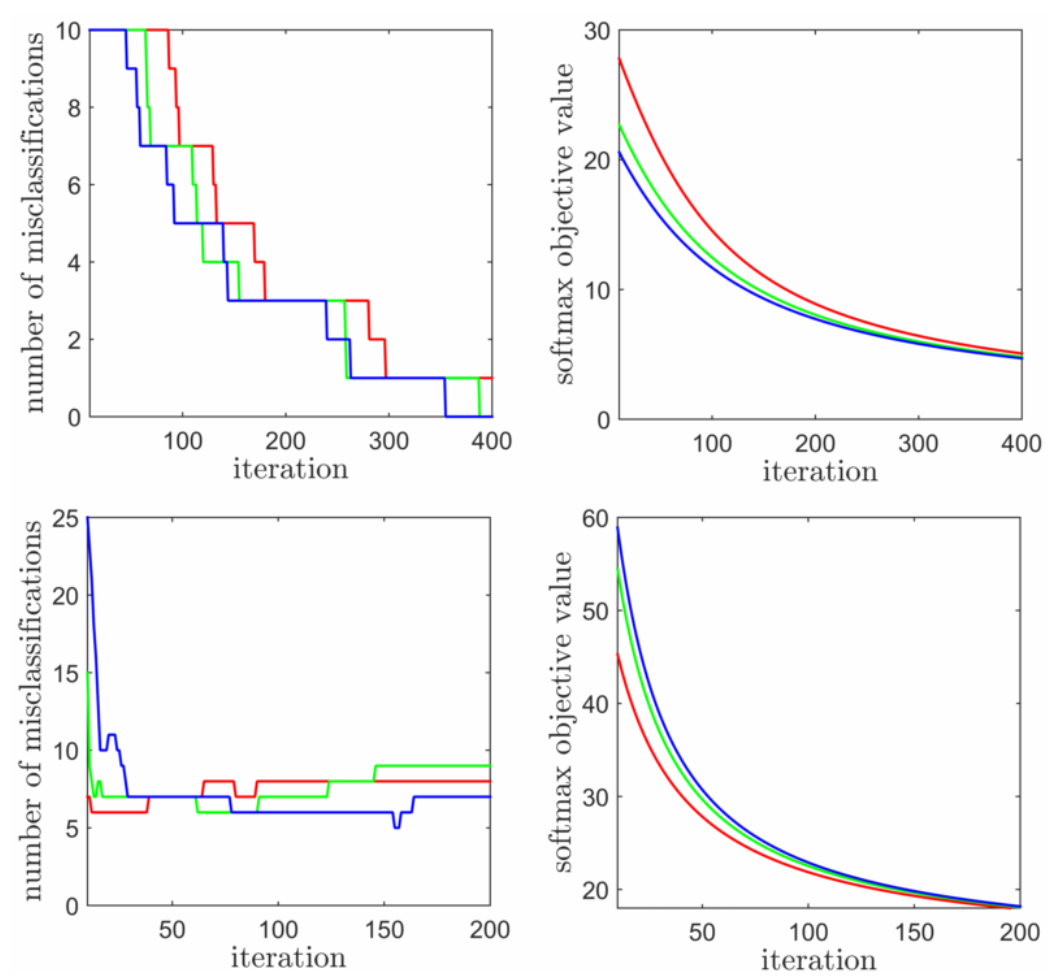 number of misclassifications
10
8
6
4
2
0
100 200 300 400
iteration
softmax objective value
30
20
10
0
100 200 300 400
iteration
number of misclassifications
25
20
15
10
5
0
50 100 150 200
iteration
softmax objective value
60
50
40
30
20
50 100 150 200
iteration